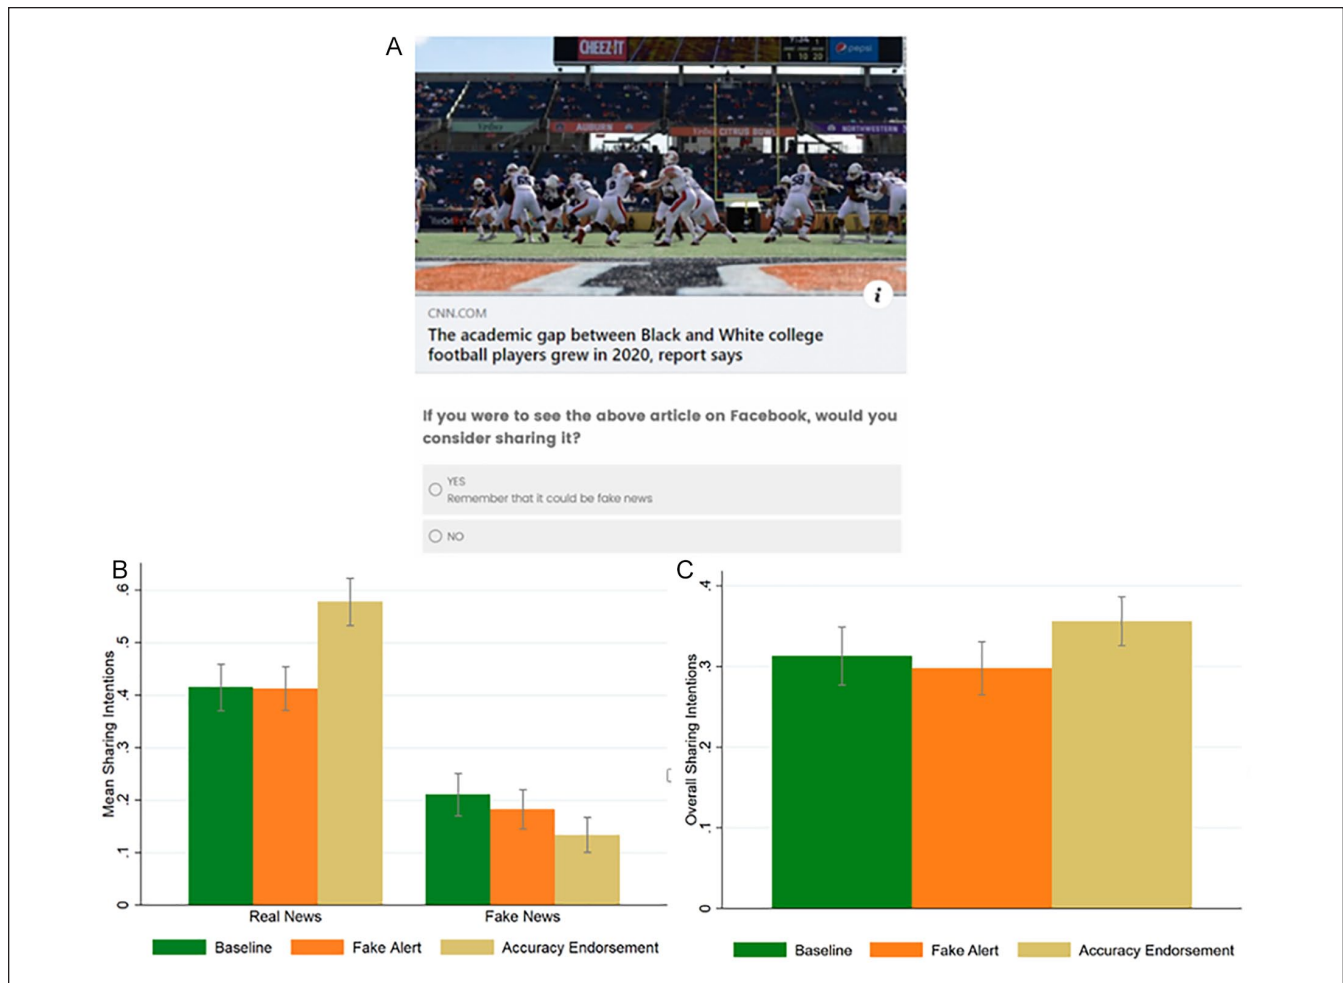 A
CHEEZ-IT
pepsi
1 10 20
AUBURN
CITRUS BOWL
NORTHWESTERN
i
CNN.COM
The academic gap between Black and White college
football players grew in 2020, report says
If you were to see the above article on Facebook, would you
consider sharing it?
YES
Remember that it could be fake news
NO
B
Mean Sharing Intentions
.6
.5
.4
.3
.2
.1
0
Real News
Fake News
Baseline
Fake Alert
Accuracy Endorsement
C
Overall Sharing Intentions
.4
.3
.2
.1
0
Baseline
Fake Alert
Accuracy Endorsement